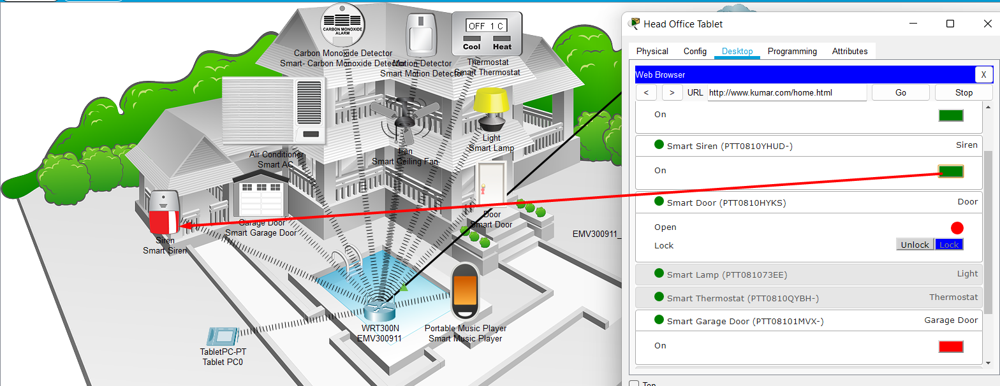 CARBON MONOXIDE
ALARM
Carbon Monoxide Detector
Smart- Carbon Monoxide Detector
Motion Detector
Smart Motion Detector
OFF 1 C
Cool Heat
Thermostat
Smart Thermostat
Air Conditioner
Smart AC
Fan
Smart Ceiling Fan
Light
Smart Lamp
Garage Door
Smart Garage Door
Door
Smart Door
Siren
Smart Siren
EMV300911_
WRT300N
EMV300911
Portable Music Player
Smart Music Player
TabletPC-PT
Tablet PC0
Head Office Tablet
Physical Config Desktop Programming Attributes
Web Browser X
< > URL http://www.kumar.com/home.html Go Stop
On
Smart Siren (PTT0810YHUD-) Siren
On
Smart Door (PTT0810HYKS) Door
Open
Lock Unlock Lock
Smart Lamp (PTT081073EE) Light
Smart Thermostat (PTT0810QYBH-) Thermostat
Smart Garage Door (PTT08101MVX-) Garage Door
On
Top